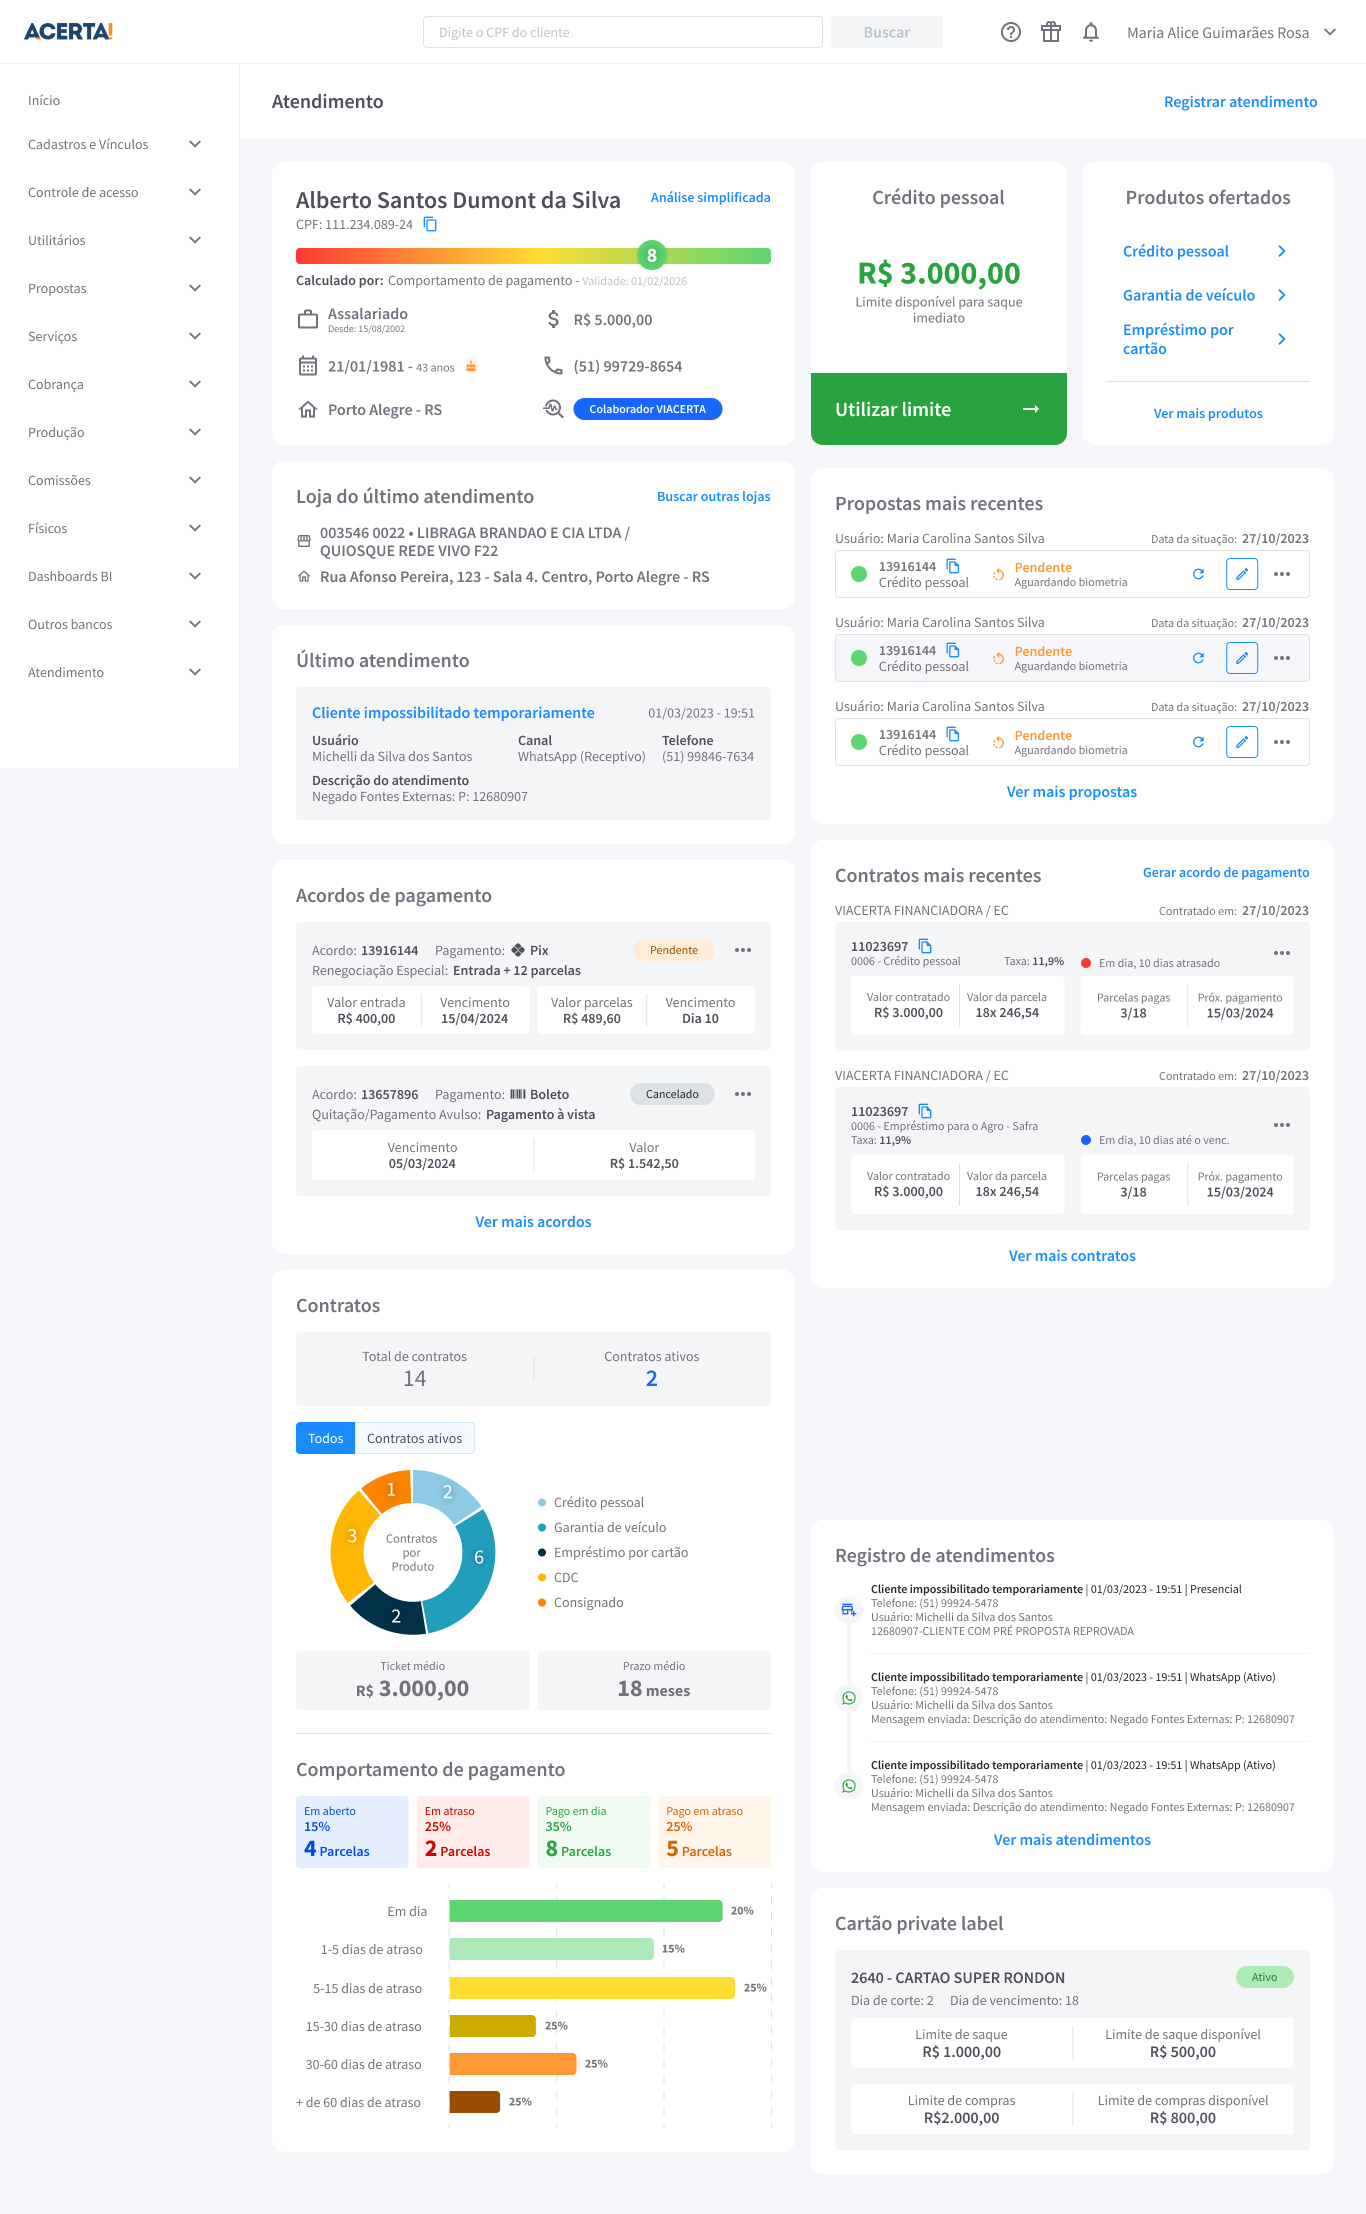 ACERTA!
Digite o CPF do cliente
Buscar
Maria Alice Guimarães Rosa
Início
Cadastros e Vínculos
Controle de acesso
Utilitários
Propostas
Serviços
Cobrança
Produção
Comissões
Físicos
Dashboards BI
Outros bancos
Atendimento
Atendimento
Registrar atendimento
Alberto Santos Dumont da Silva
Análise simplificada
CPF: 111.234.089-24
8
Calculado por: Comportamento de pagamento - Validade: 01/02/2026
Assalariado
Desde: 15/08/2002
R$ 5.000,00
21/01/1981 - 43 anos
(51) 99729-8654
Porto Alegre - RS
Colaborador VIACERTA
Crédito pessoal
R$ 3.000,00
Limite disponível para saque
imediato
Utilizar limite
Produtos ofertados
Crédito pessoal
Garantia de veículo
Empréstimo por
cartão
Ver mais produtos
Loja do último atendimento
Buscar outras lojas
003546 0022 • LIBRAGA BRANDAO E CIA LTDA /
QUIOSQUE REDE VIVO F22
Rua Afonso Pereira, 123 - Sala 4. Centro, Porto Alegre - RS
Último atendimento
Cliente impossibilitado temporariamente
01/03/2023 - 19:51
Usuário
Canal
Telefone
Michelli da Silva dos Santos
WhatsApp (Receptivo)
(51) 99846-7634
Descrição do atendimento
Negado Fontes Externas: P: 12680907
Acordos de pagamento
Acordo: 13916144
Pagamento: Pix
Pendente
Renegociação Especial: Entrada + 12 parcelas
Valor entrada
Vencimento
Valor parcelas
Vencimento
R$ 400,00
15/04/2024
R$ 489,60
Dia 10
Acordo: 13657896
Pagamento: Boleto
Cancelado
Quitação/Pagamento Avulso: Pagamento à vista
Vencimento
Valor
05/03/2024
R$ 1.542,50
Ver mais acordos
Contratos
Total de contratos
Contratos ativos
14
2
Todos
Contratos ativos
1
2
3
6
2
Contratos
por
Produto
Crédito pessoal
Garantia de veículo
Empréstimo por cartão
CDC
Consignado
Ticket médio
R$ 3.000,00
Prazo médio
18 meses
Comportamento de pagamento
Em aberto
15%
4 Parcelas
Em atraso
25%
2 Parcelas
Pago em dia
35%
8 Parcelas
Pago em atraso
25%
5 Parcelas
Em dia
20%
1-5 dias de atraso
15%
5-15 dias de atraso
25%
15-30 dias de atraso
25%
30-60 dias de atraso
25%
+ de 60 dias de atraso
25%
Propostas mais recentes
Usuário: Maria Carolina Santos Silva
Data da situação: 27/10/2023
13916144
Crédito pessoal
Pendente
Aguardando biometria
Usuário: Maria Carolina Santos Silva
Data da situação: 27/10/2023
13916144
Crédito pessoal
Pendente
Aguardando biometria
Usuário: Maria Carolina Santos Silva
Data da situação: 27/10/2023
13916144
Crédito pessoal
Pendente
Aguardando biometria
Ver mais propostas
Contratos mais recentes
Gerar acordo de pagamento
VIACERTA FINANCIADORA / EC
Contratado em: 27/10/2023
11023697
0006 - Crédito pessoal
Taxa: 11,9%
Em dia, 10 dias atrasado
Valor contratado
Valor da parcela
Parcelas pagas
Próx. pagamento
R$ 3.000,00
18x 246,54
3/18
15/03/2024
VIACERTA FINANCIADORA / EC
Contratado em: 27/10/2023
11023697
0006 - Empréstimo para o Agro - Safra
Taxa: 11,9%
Em dia, 10 dias até o venc.
Valor contratado
Valor da parcela
Parcelas pagas
Próx. pagamento
R$ 3.000,00
18x 246,54
3/18
15/03/2024
Ver mais contratos
Registro de atendimentos
Cliente impossibilitado temporariamente | 01/03/2023 - 19:51 | Presencial
Telefone: (51) 99924-5478
Usuário: Michelli da Silva dos Santos
12680907-CLIENTE COM PRÉ PROPOSTA REPROVADA
Cliente impossibilitado temporariamente | 01/03/2023 - 19:51 | WhatsApp (Ativo)
Telefone: (51) 99924-5478
Usuário: Michelli da Silva dos Santos
Mensagem enviada: Descrição do atendimento: Negado Fontes Externas: P: 12680907
Cliente impossibilitado temporariamente | 01/03/2023 - 19:51 | WhatsApp (Ativo)
Telefone: (51) 99924-5478
Usuário: Michelli da Silva dos Santos
Mensagem enviada: Descrição do atendimento: Negado Fontes Externas: P: 12680907
Ver mais atendimentos
Cartão private label
2640 - CARTAO SUPER RONDON
Ativo
Dia de corte: 2
Dia de vencimento: 18
Limite de saque
Limite de saque disponível
R$ 1.000,00
R$ 500,00
Limite de compras
Limite de compras disponível
R$2.000,00
R$ 800,00